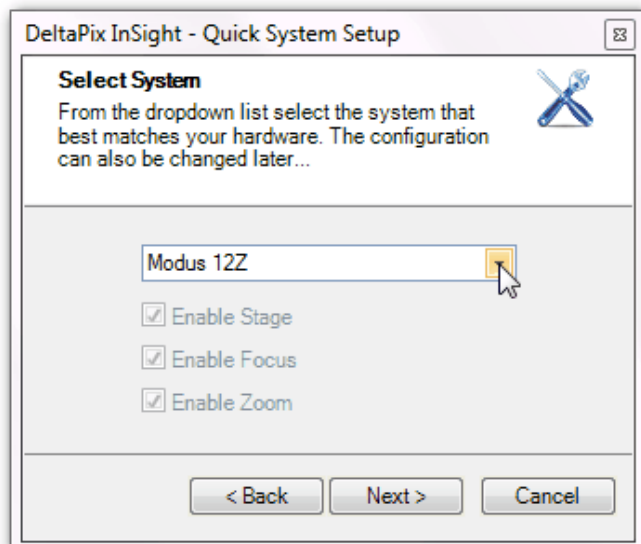 DeltaPix InSight - Quick System Setup
Select System
From the dropdown list select the system that
best matches your hardware. The configuration
can also be changed later...
Modus 12Z
Enable Stage
Enable Focus
Enable Zoom
< Back Next > Cancel